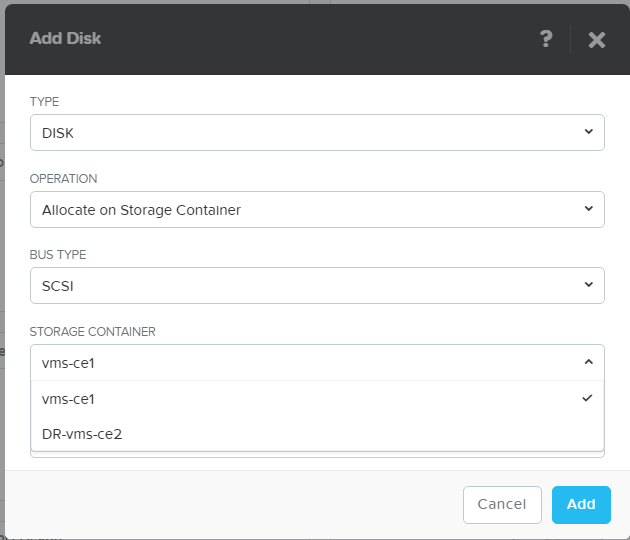 Add Disk
?
TYPE
DISK
OPERATION
Allocate on Storage Container
BUS TYPE
SCSI
STORAGE CONTAINER
vms-ce1
vms-ce1
DR-vms-ce2
Cancel
Add